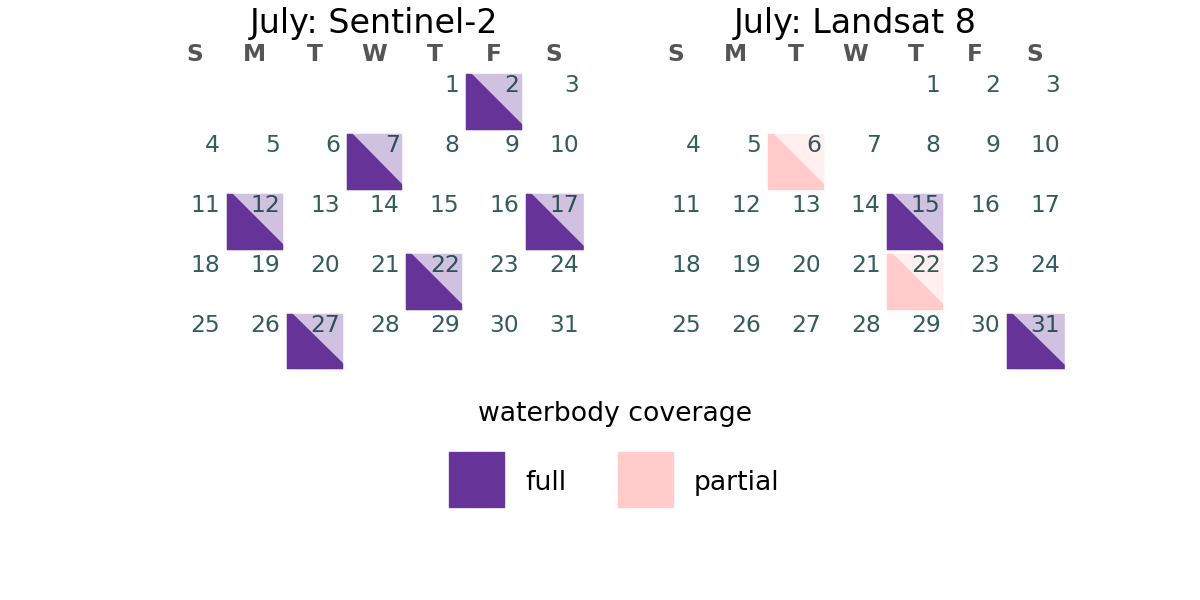 July: Sentinel-2
S M T W T F S
1 2 3
4 5 6 7 8 9 10
11 12 13 14 15 16 17
18 19 20 21 22 23 24
25 26 27 28 29 30 31
July: Landsat 8
S M T W T F S
1 2 3
4 5 6 7 8 9 10
11 12 13 14 15 16 17
18 19 20 21 22 23 24
25 26 27 28 29 30 31
waterbody coverage
full partial